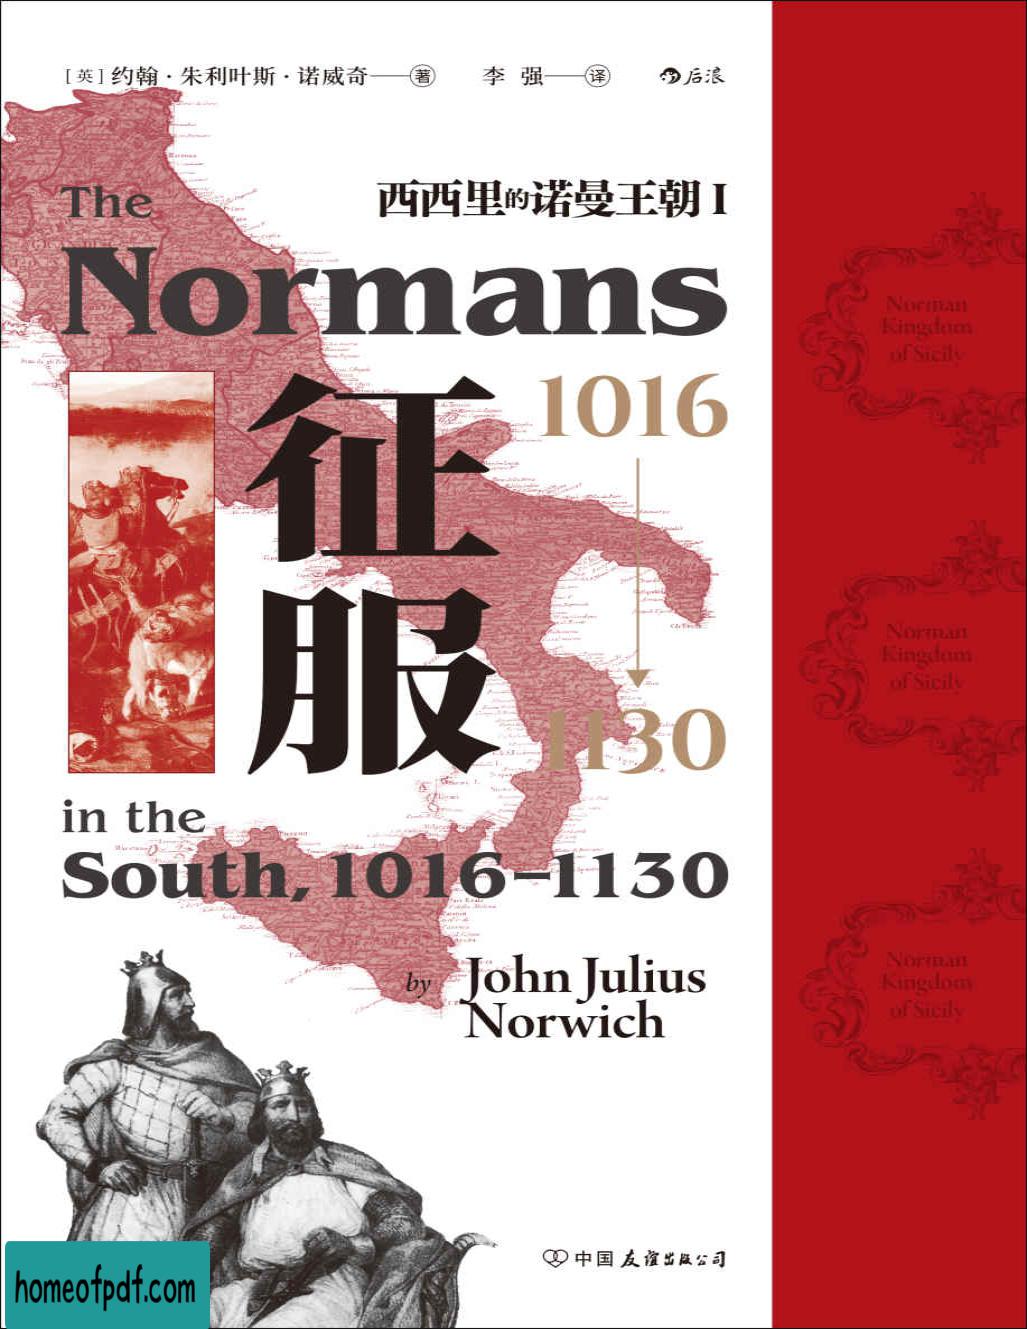 [英]约翰·朱利叶斯·诺威奇——著 李 强——译 后浪
西西里的诺曼王朝 I
The
Normans
征服
1016
1130
in the
South, 1016–1130
by John Julius
Norwich
中国友谊出版公司
Norman
Kingdom
of Sicily
Norman
Kingdom
of Sicily
Norman
Kingdom
of Sicily
homeofpdf.com